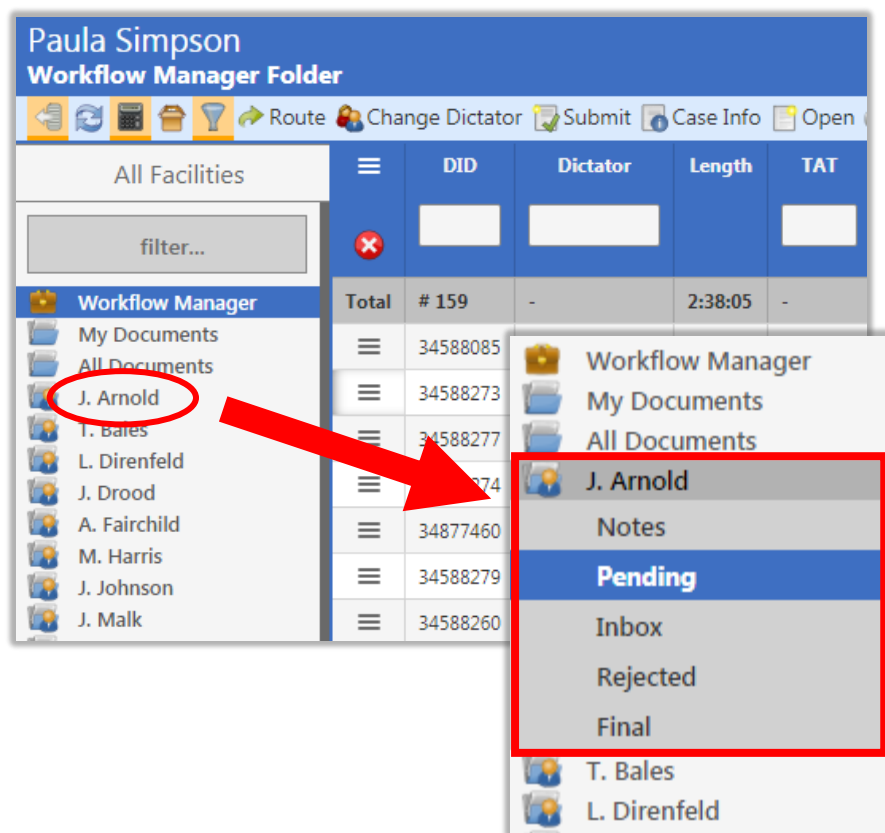 Paula Simpson
Workflow Manager Folder
Route Change Dictator Submit Case Info Open
All Facilities
filter...
DID Dictator Length TAT
Total # 159 - 2:38:05 -
Workflow Manager
My Documents
All Documents
J. Arnold
T. Bales
L. Direnfeld
J. Drood
A. Fairchild
M. Harris
J. Johnson
J. Malk
34588085
34588273
34588277
34877460
34588279
34588260
Workflow Manager
My Documents
All Documents
J. Arnold
Notes
Pending
Inbox
Rejected
Final
T. Bales
L. Direnfeld